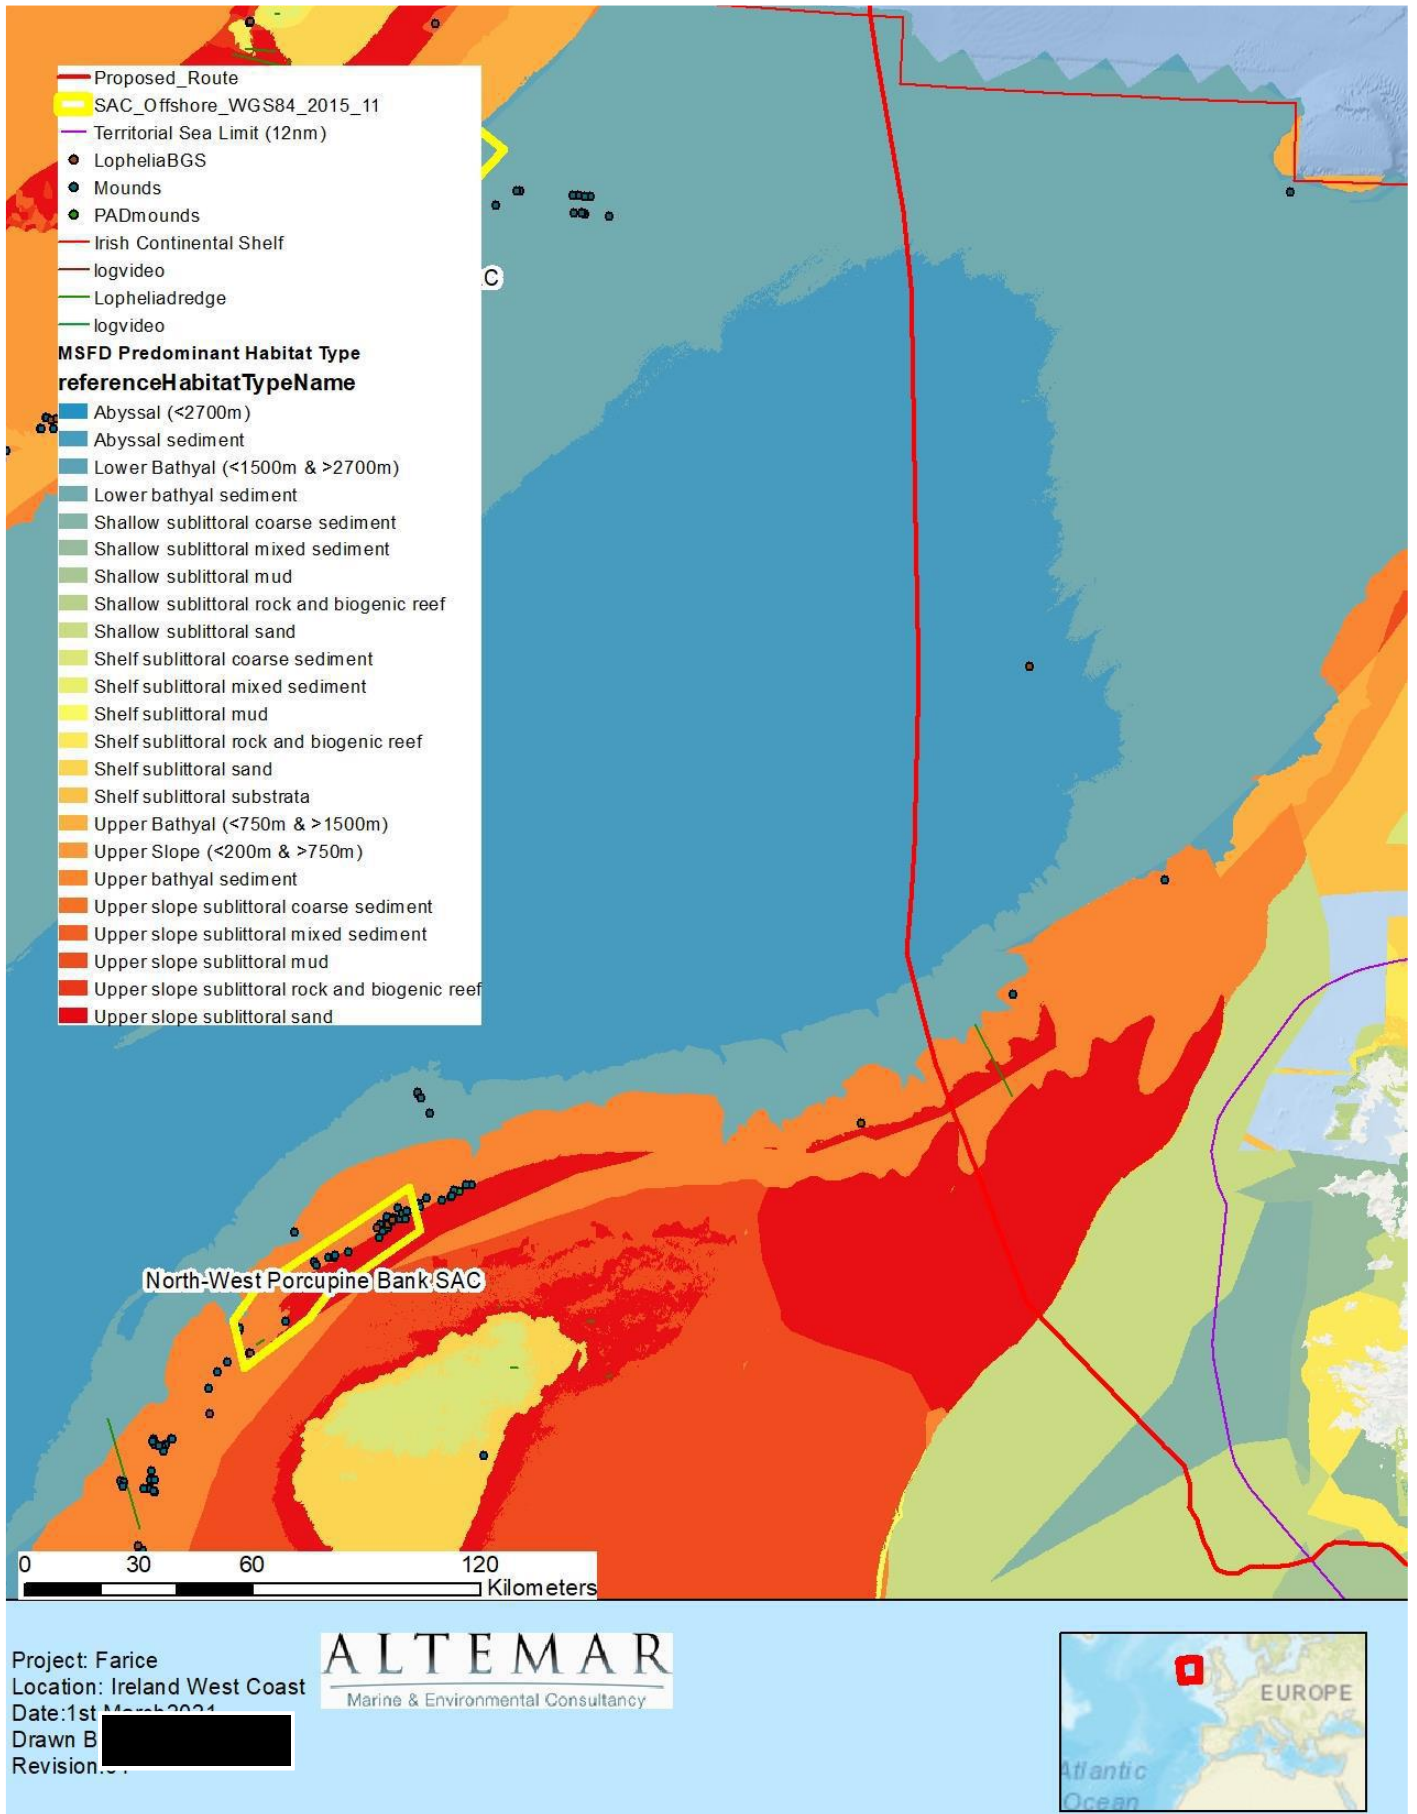 Proposed_Route
SAC_Offshore_WGS84_2015_11
Territorial Sea Limit (12nm)
LopheliaBGS
Mounds
PADmounds
Irish Continental Shelf
logvideo
Lopheliadredge
logvideo
MSFD Predominant Habitat Type
referenceHabitatTypeName
Abyssal (<2700m)
Abyssal sediment
Lower Bathyal (<1500m & >2700m)
Lower bathyal sediment
Shallow sublittoral coarse sediment
Shallow sublittoral mixed sediment
Shallow sublittoral mud
Shallow sublittoral rock and biogenic reef
Shallow sublittoral sand
Shelf sublittoral coarse sediment
Shelf sublittoral mixed sediment
Shelf sublittoral mud
Shelf sublittoral rock and biogenic reef
Shelf sublittoral sand
Shelf sublittoral substrata
Upper Bathyal (<750m & >1500m)
Upper Slope (<200m & >750m)
Upper bathyal sediment
Upper slope sublittoral coarse sediment
Upper slope sublittoral mixed sediment
Upper slope sublittoral mud
Upper slope sublittoral rock and biogenic reef
Upper slope sublittoral sand
C
North-West Porcupine Bank SAC
0 30 60 120
Kilometers
Project: Farice
Location: Ireland West Coast
Date:1st March2021
Drawn B
Revision:
ALTEMAR
Marine & Environmental Consultancy
EUROPE
Atlantic
Ocean